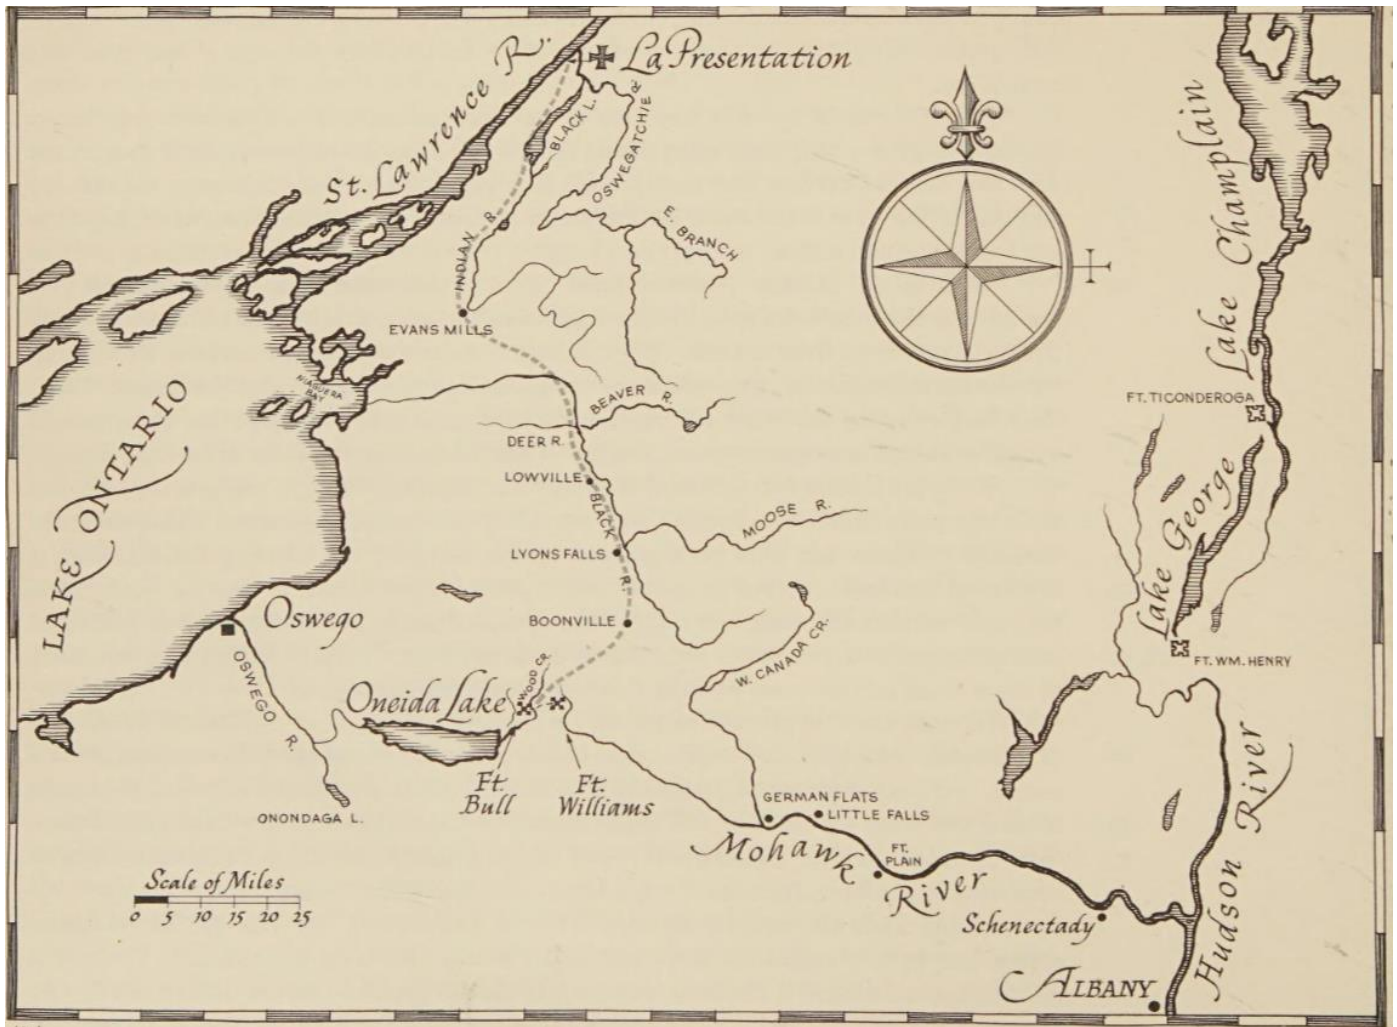 La Presentation
St. Lawrence R.
BLACK L.
OSWEGATCHIE R.
E. BRANCH
INDIAN R.
Lake Champlain
EVANS MILLS
NIAOURA
BAY
LAKE ONTARIO
BEAVER R.
FT. TICONDEROGA
DEER R.
LOWVILLE
BLACK R.
MOOSE R.
Lake George
LYONS FALLS
Oswego
BOONVILLE
W. CANADA CR.
FT. WM. HENRY
OSWEGO R.
Oneida Lake
WOOD CR.
Ft.
Bull
Ft.
Williams
Hudson River
GERMAN FLATS
LITTLE FALLS
ONONDAGA L.
Mohawk River
FT.
PLAIN
Scale of Miles
0 5 10 15 20 25
Schenectady
ALBANY